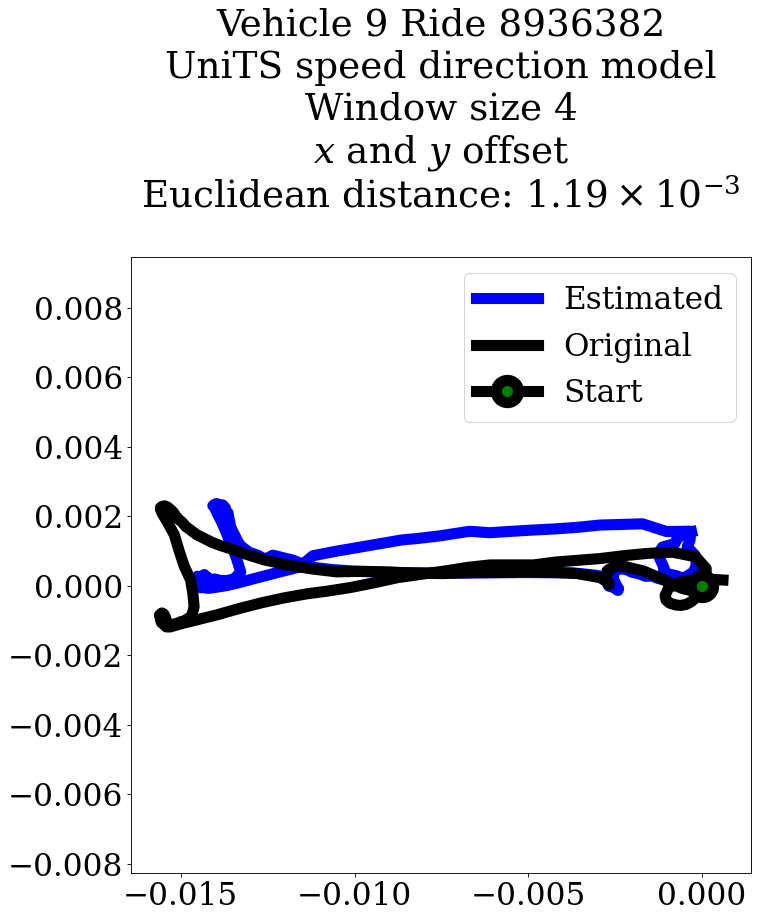 Vehicle 9 Ride 8936382
UniTS speed direction model
Window size 4
x and y offset
Euclidean distance: 1.19 × 10⁻³
Estimated
Original
Start
0.008
0.006
0.004
0.002
0.000
−0.002
−0.004
−0.006
−0.008
−0.015
−0.010
−0.005
0.000